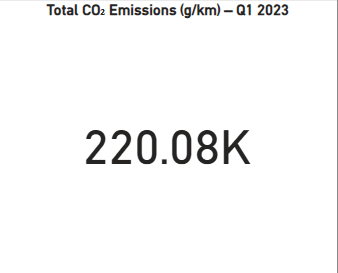 Total CO₂ Emissions (g/km) – Q1 2023
220.08K